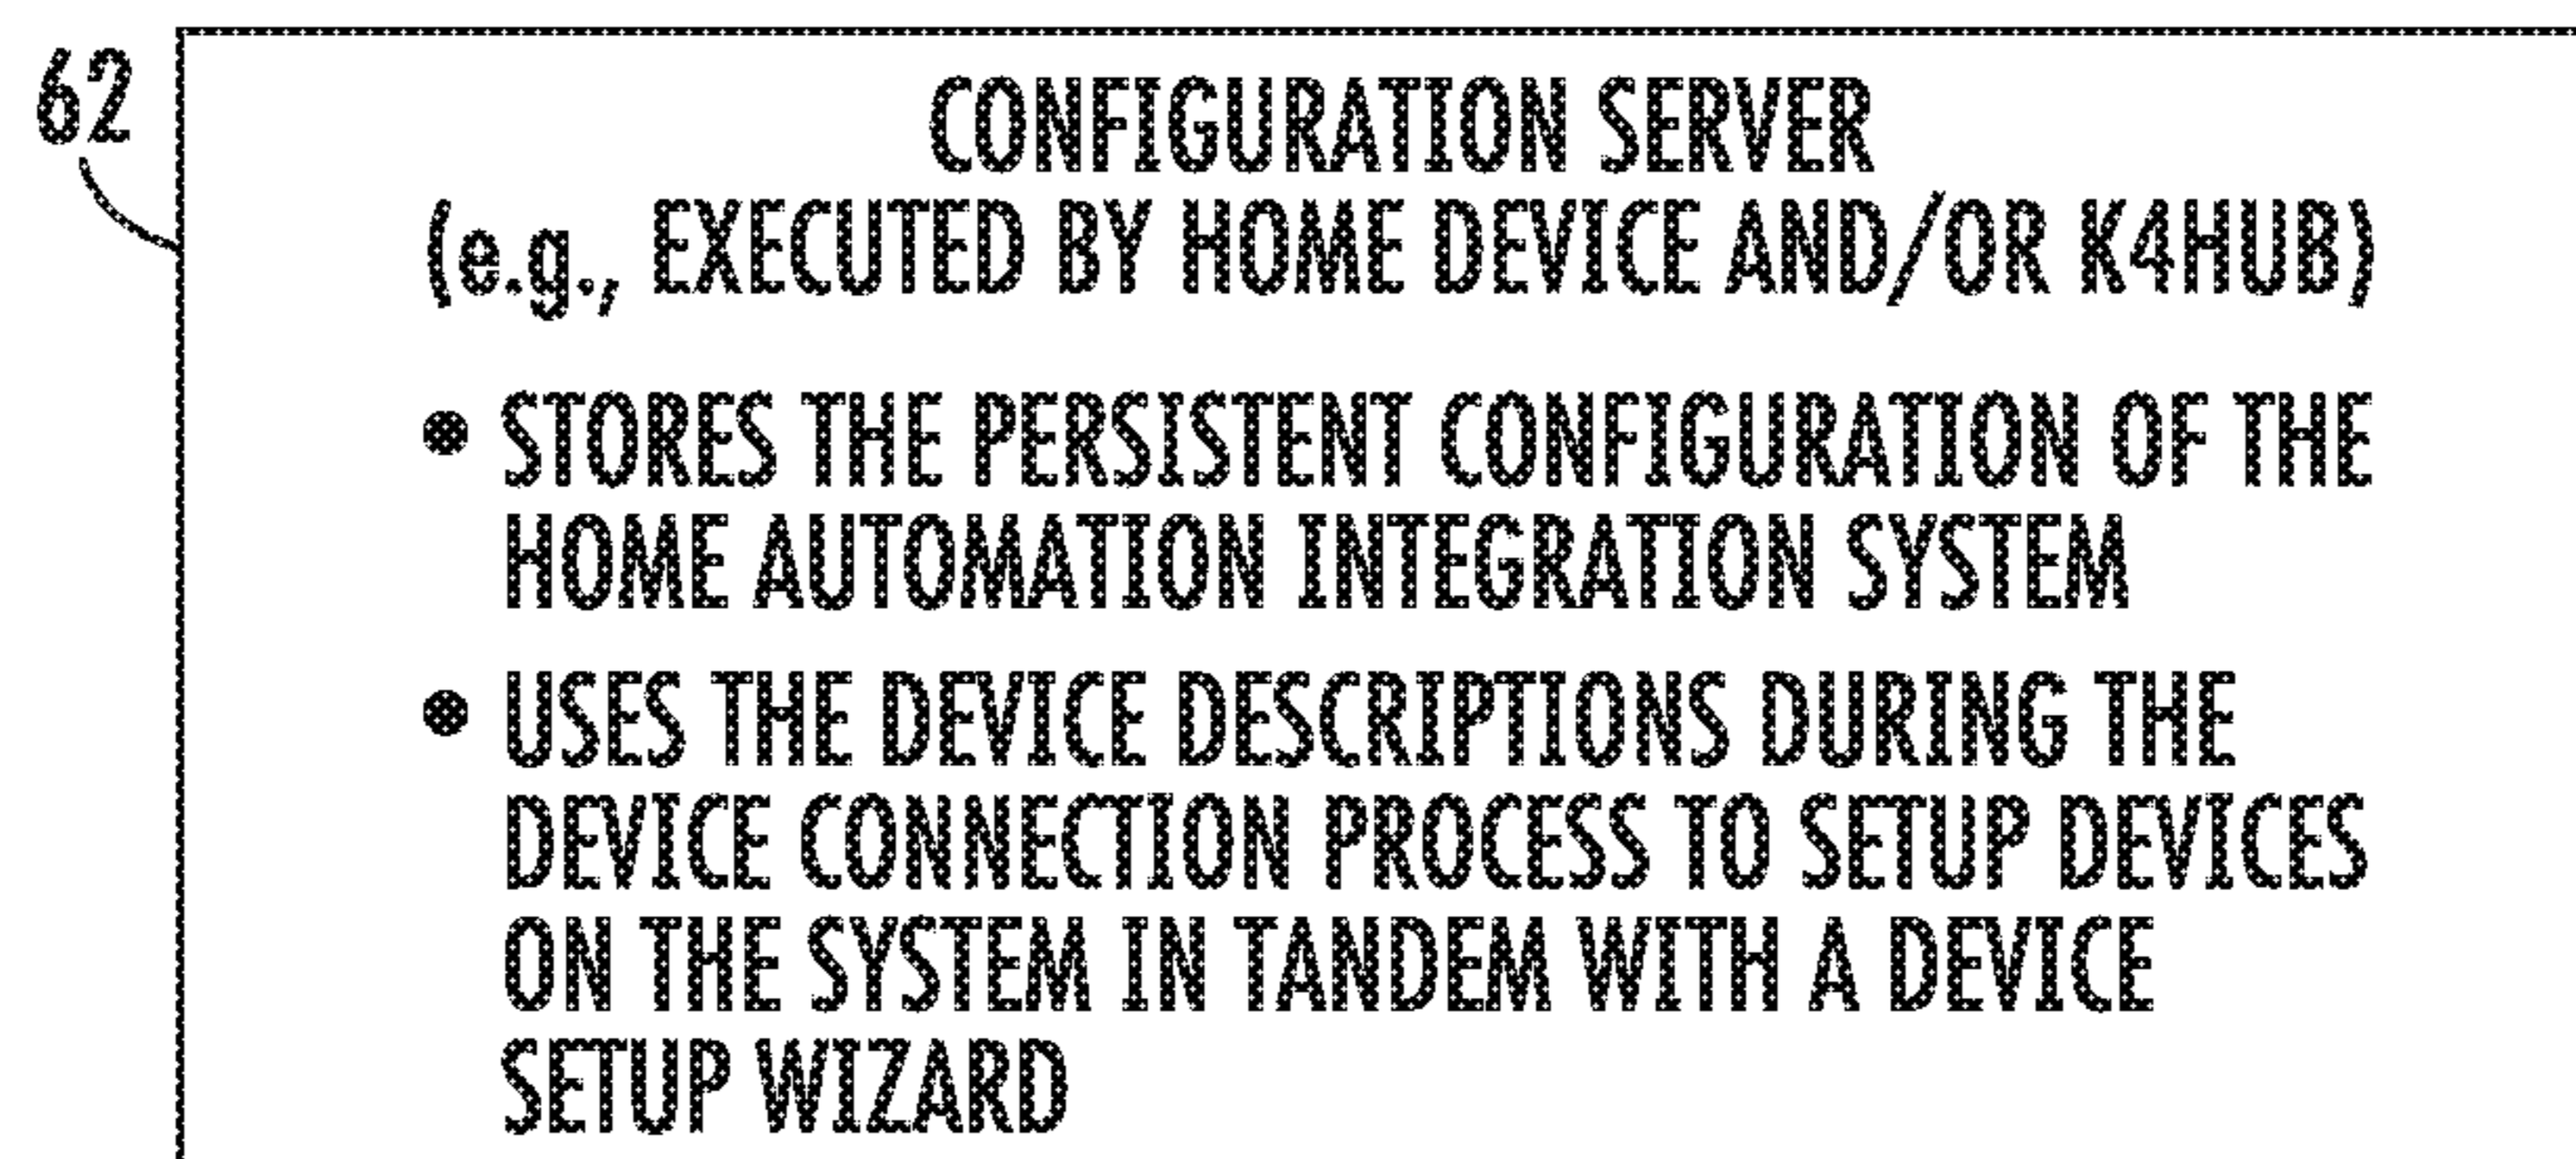 62
CONFIGURATION SERVER
(e.g., EXECUTED BY HOME DEVICE AND/OR K4HUB)
• STORES THE PERSISTENT CONFIGURATION OF THE
HOME AUTOMATION INTEGRATION SYSTEM
• USES THE DEVICE DESCRIPTIONS DURING THE
DEVICE CONNECTION PROCESS TO SETUP DEVICES
ON THE SYSTEM IN TANDEM WITH A DEVICE
SETUP WIZARD